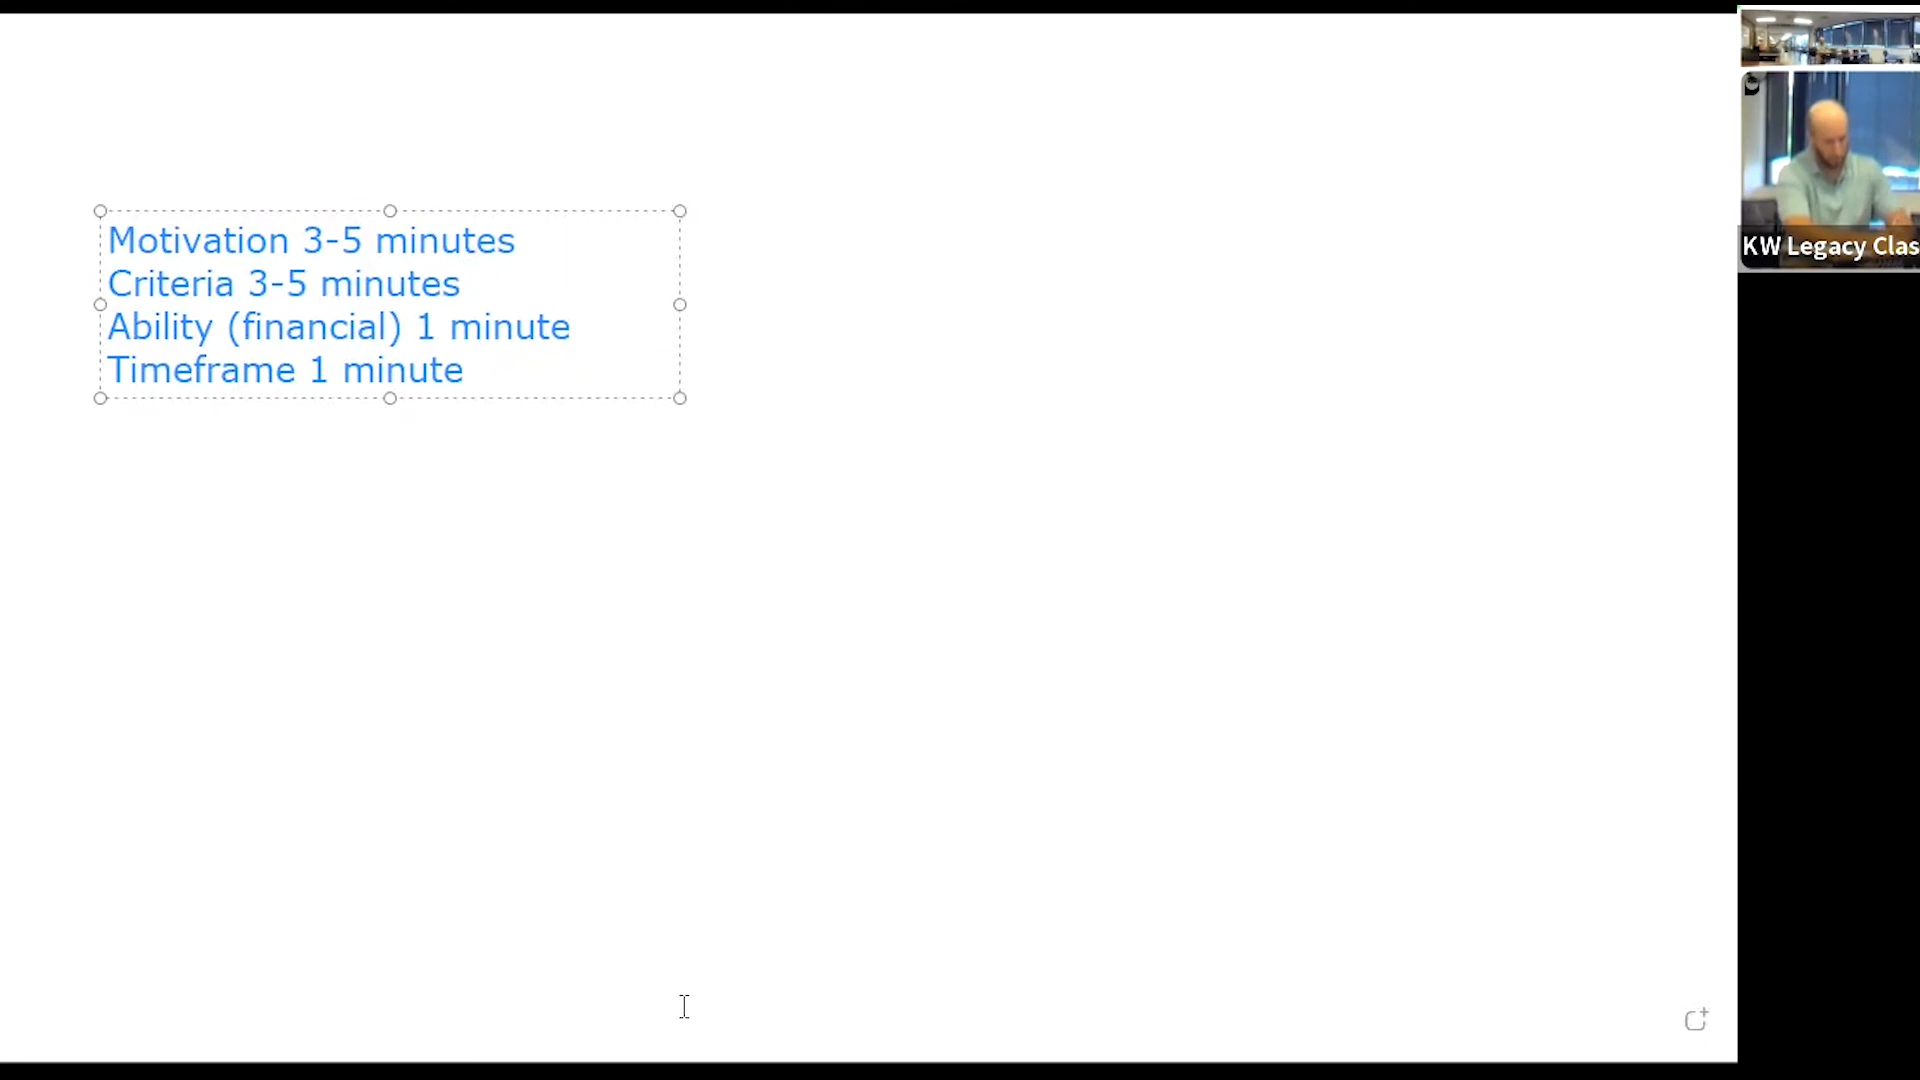 Motivation 3-5 minutes
Criteria 3-5 minutes
Ability (financial) 1 minute
Timeframe 1 minute
KW Legacy Clas